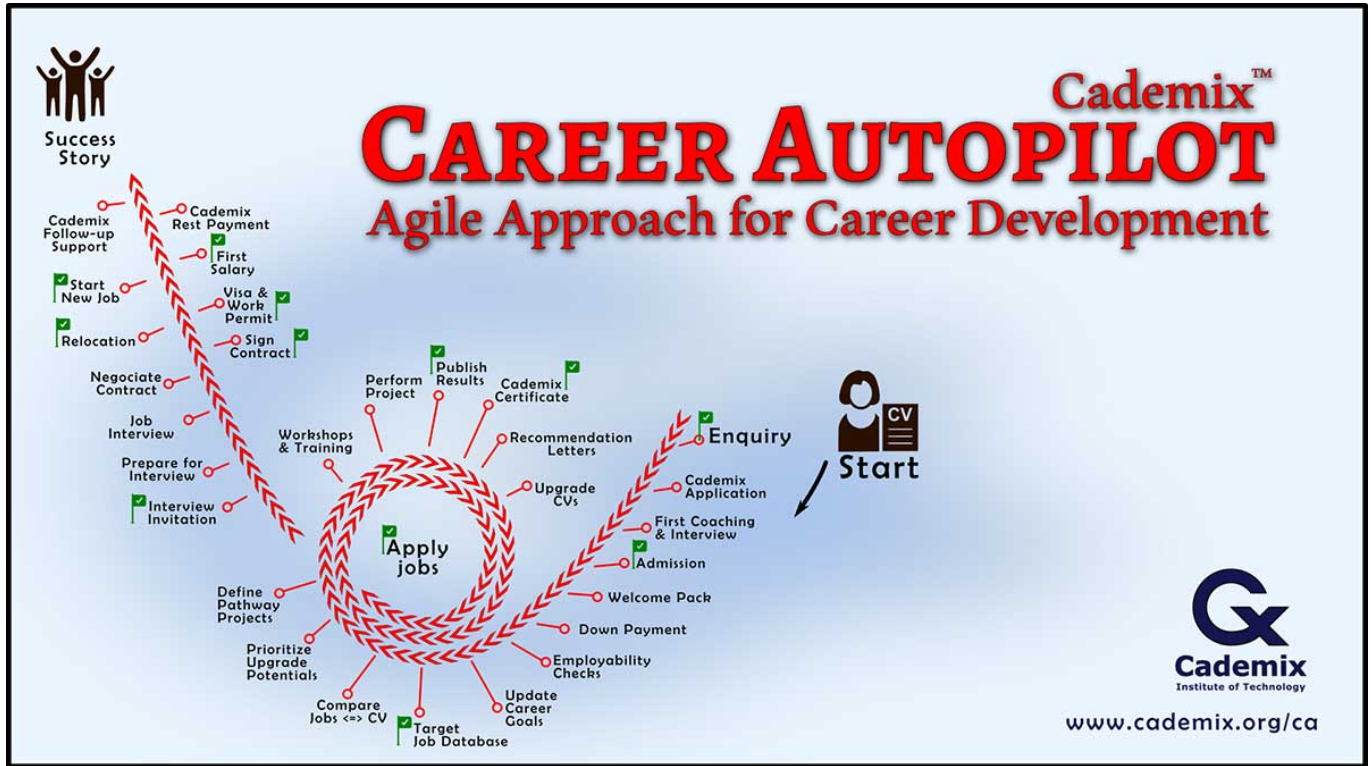 Cademix™
CAREER AUTOPILOT
Agile Approach for Career Development
Success
Story
Cademix
Follow-up
Support
Cademix
Rest Payment
First
Salary
Start
New Job
Visa &
Work
Permit
Relocation
Sign
Contract
Negociate
Contract
Job
Interview
Prepare for
Interview
Interview
Invitation
Workshops
& Training
Perform
Project
Publish
Results
Cademix
Certificate
Recommendation
Letters
Upgrade
CVs
Apply
jobs
Define
Pathway
Projects
Prioritize
Upgrade
Potentials
Compare
Jobs <=> CV
Target
Job Database
Update
Career
Goals
Employability
Checks
Down Payment
Welcome Pack
Admission
First Coaching
& Interview
Cademix
Application
Enquiry
CV
Start
Cx
Cademix
Institute of Technology
www.cademix.org/ca